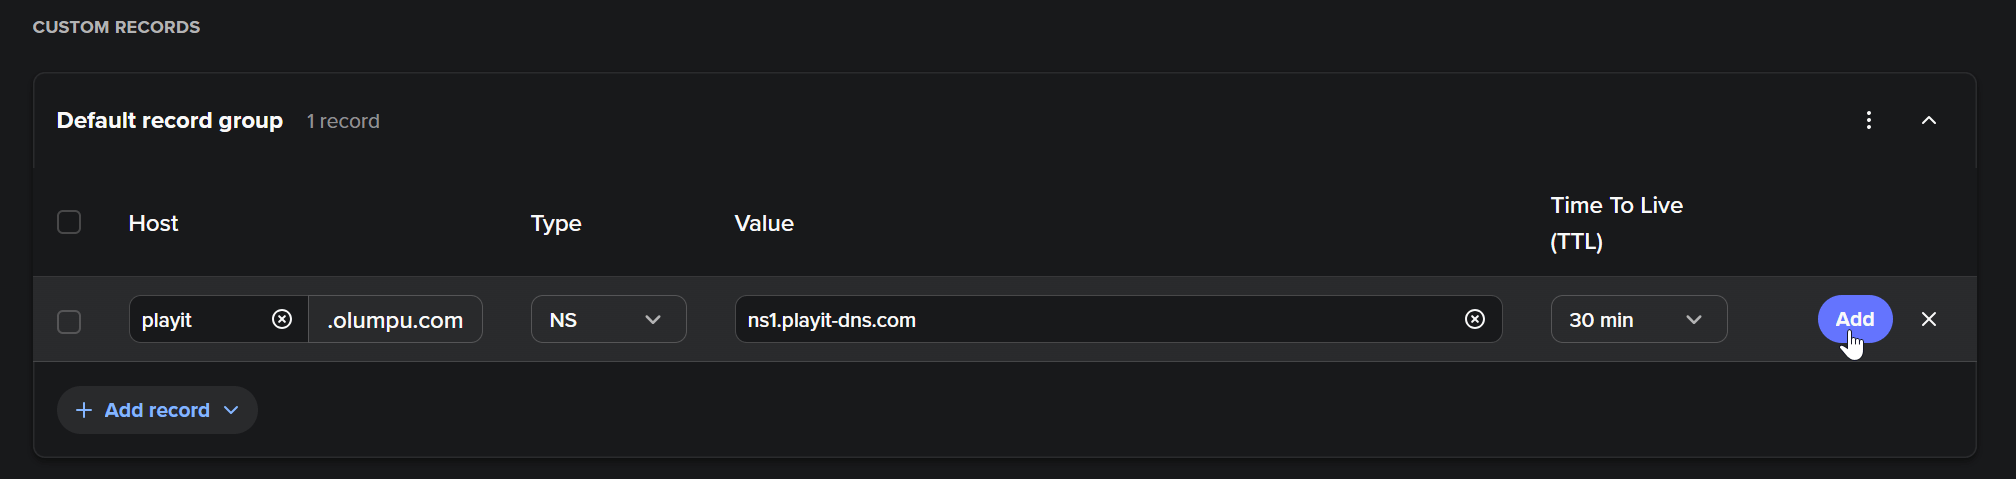 CUSTOM RECORDS
Default record group 1 record
Host Type Value Time To Live (TTL)
playit .olumpu.com NS ns1.playit-dns.com 30 min Add
Add record